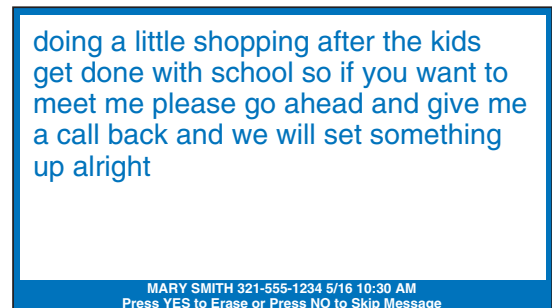 doing a little shopping after the kids
get done with school so if you want to
meet me please go ahead and give me
a call back and we will set something
up alright
MARY SMITH 321-555-1234 5/16 10:30 AM
Press YES to Erase or Press NO to Skip Message